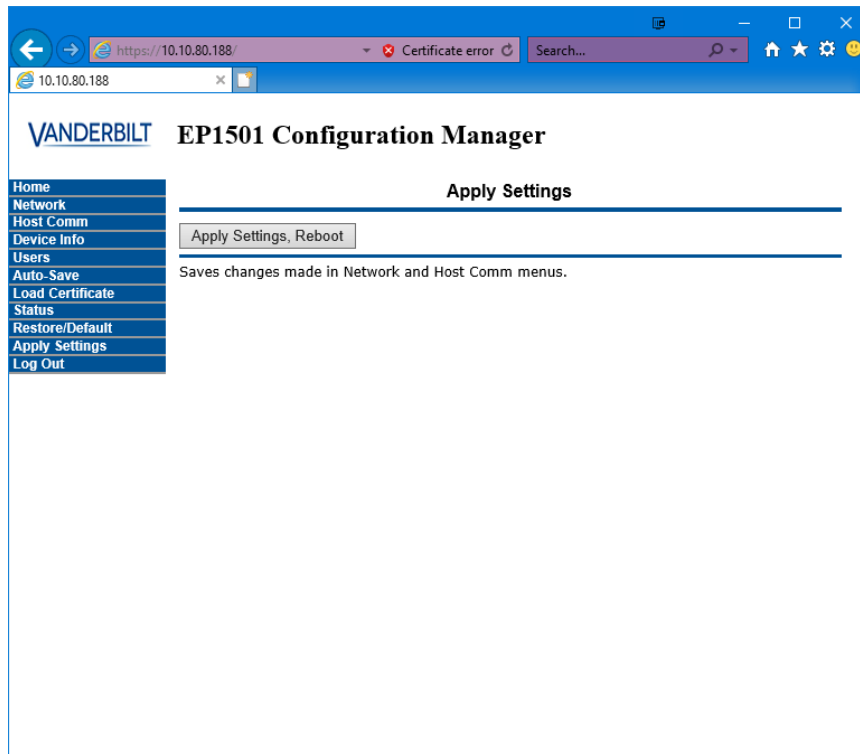 https://10.10.80.188/
Certificate error
Search...
10.10.80.188
VANDERBILT
EP1501 Configuration Manager
Home
Network
Host Comm
Device Info
Users
Auto-Save
Load Certificate
Status
Restore/Default
Apply Settings
Log Out
Apply Settings
Apply Settings, Reboot
Saves changes made in Network and Host Comm menus.